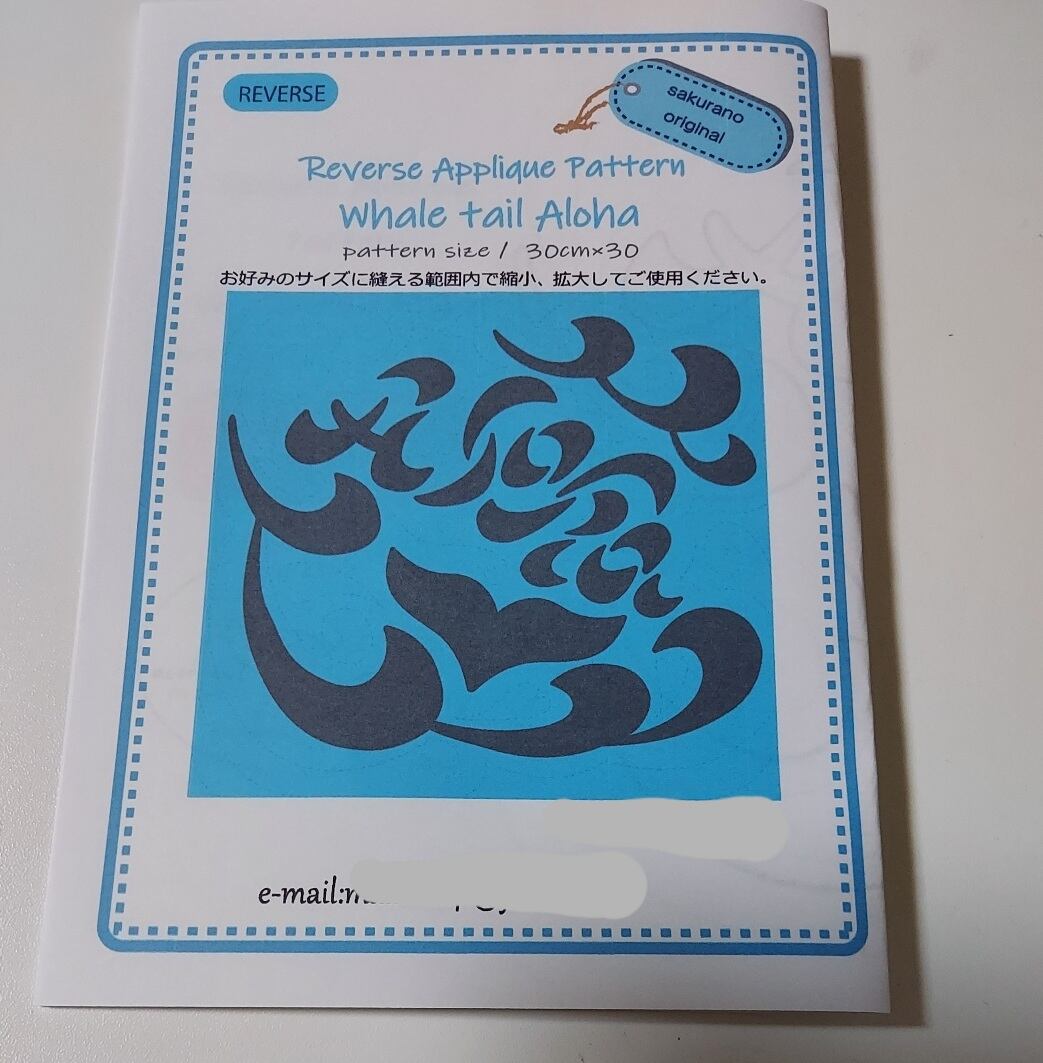 REVERSE
sakurano
original
Reverse Applique Pattern
Whale tail Aloha
pattern size / 30cm×30
お好みのサイズに縫える範囲内で縮小、拡大してご使用ください。
e-mail: